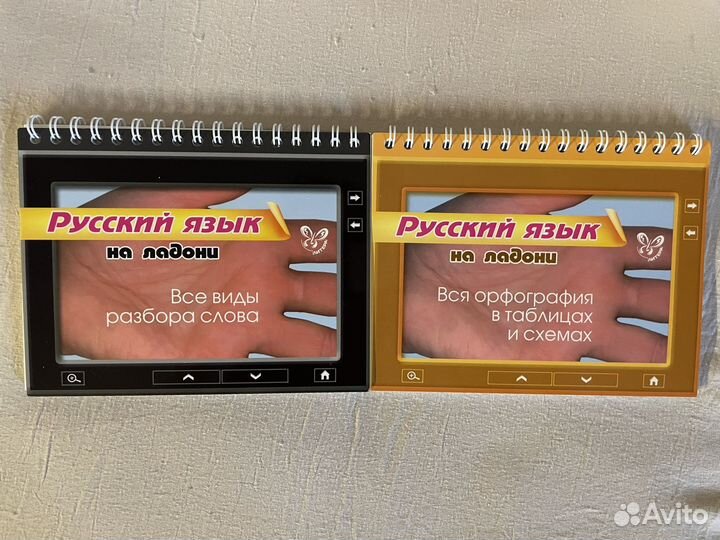 Русский язык
на ладони
Все виды
разбора слова
Русский язык
на ладони
Вся орфография
в таблицах
и схемах
Avito